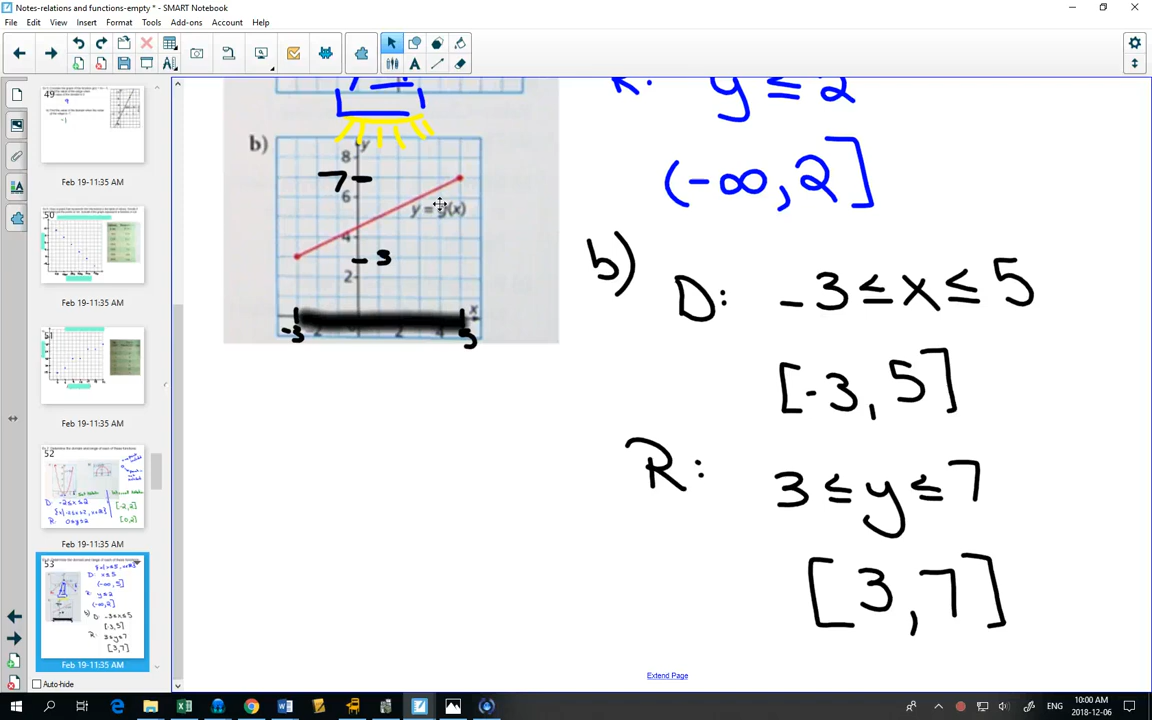 Notes-relations and functions-empty * - SMART Notebook
File Edit View Insert Format Tools Add-ons Account Help
49
Feb 19-11:35 AM
50
Feb 19-11:35 AM
51
Feb 19-11:35 AM
52
Feb 19-11:35 AM
53
Feb 19-11:35 AM
Auto-hide
R: y ≤ 2
(-∞, 2]
b)
y
8
7
6
y = g(x)
4
3
2
x
-3 -2 2 4 5
b)
D: -3 ≤ x ≤ 5
[-3, 5]
R: 3 ≤ y ≤ 7
[3, 7]
Extend Page
ENG
10:00 AM
2018-12-06